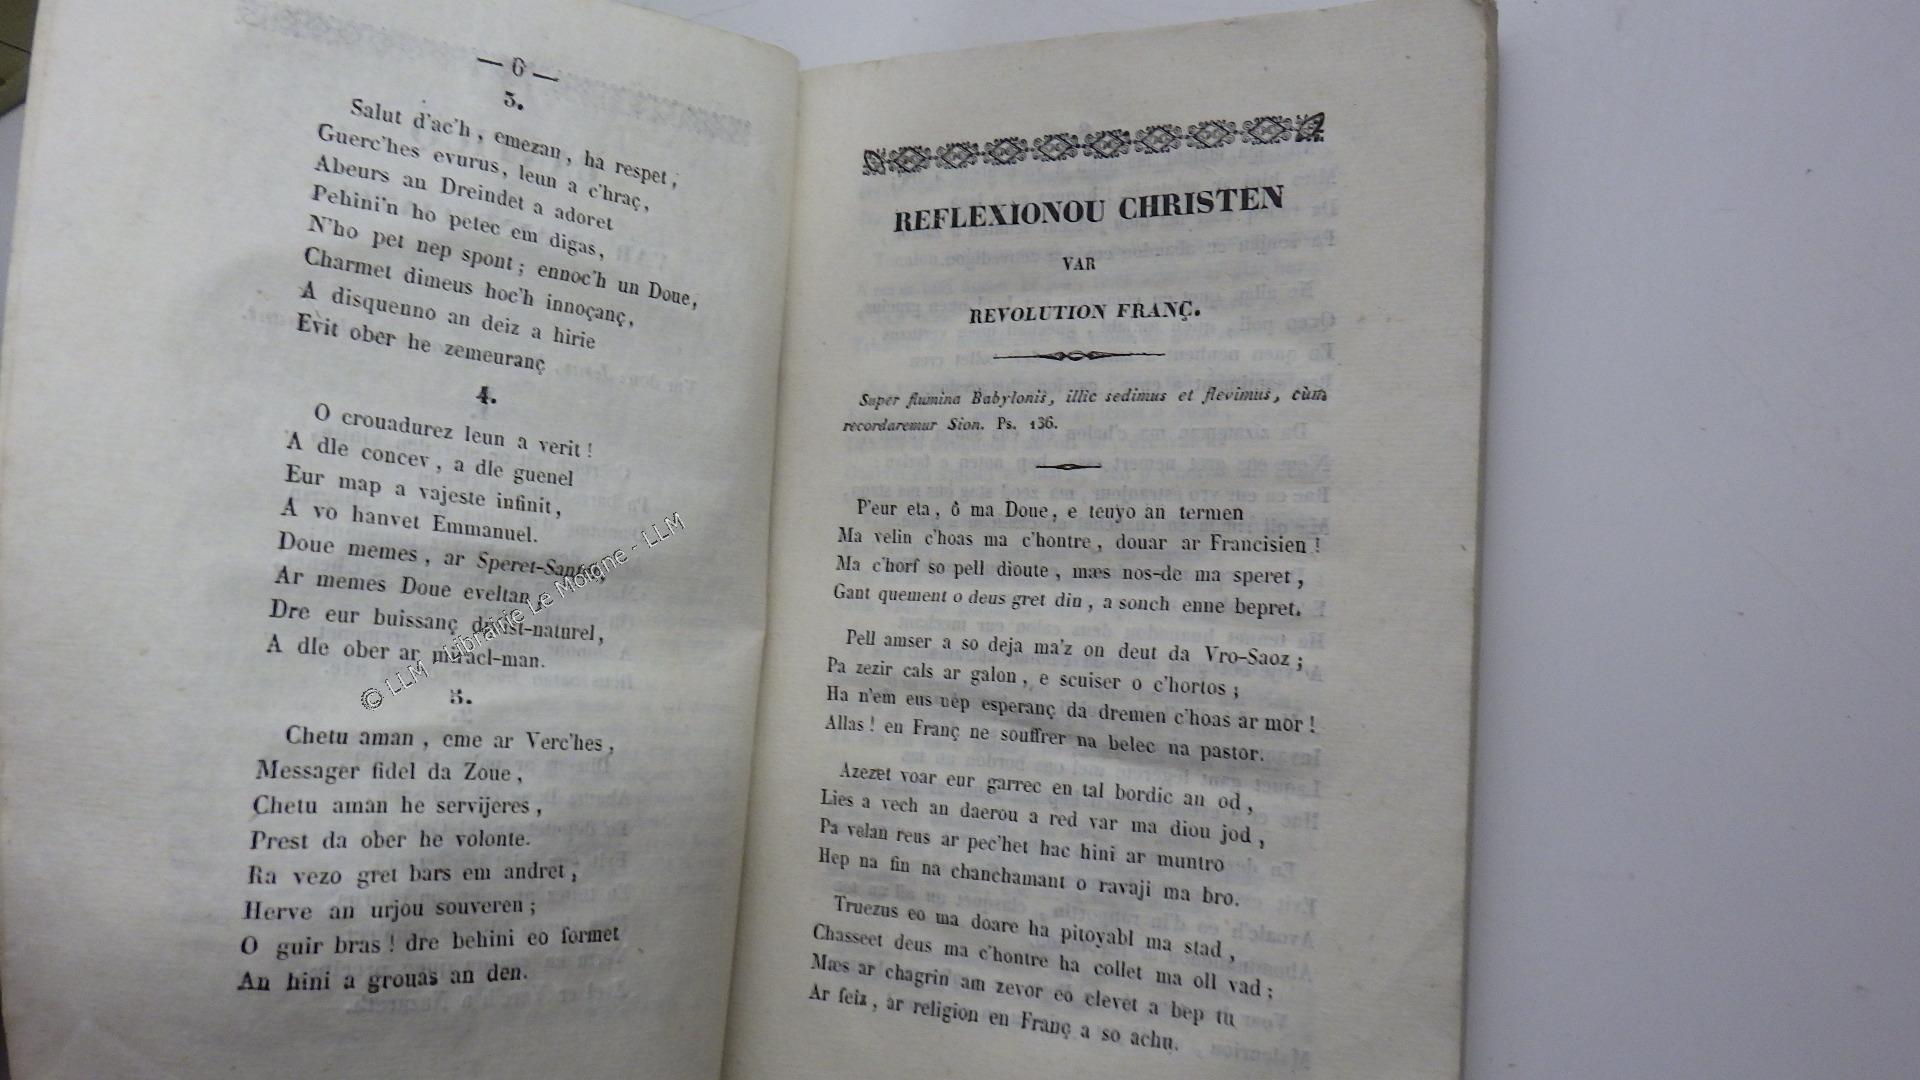 — 6 —
3.
Salut d'ac'h, emezan, ha respet,
Guerc'hes evurus, leun a c'hraç,
Abeurs an Dreindet a adoret
Pehini'n ho petec em digas,
N'ho pet nep spont; ennoc'h un Doue,
Charmet dimeus hoc'h innoçanç,
A disquenno an deiz a hirie
Evit ober he zemeuranç
4.
O crouadurez leun a verit!
A dle concev, a dle guenel
Eur map a vajeste infinit,
A vo hanvet Emmanuel.
Doue memes, ar Speret-Santel,
Ar memes Doue eveltan,
Dre eur buissanç dreist-naturel,
A dle ober ar miracl-man.
5.
Chetu aman, eme ar Verc'hes,
Messager fidel da Zoue,
Chetu aman he servijeres,
Prest da ober he volonte.
Ra vezo gret bars em andret,
Herve an urjou souveren;
O guir bras! dre behini eo formet
An hini a grouas an den.
© LLM - Librairie Le Moigne - LLM
REFLEXIONOU CHRISTEN
VAR
REVOLUTION FRANÇ.
Super flumina Babylonis, illic sedimus et flevimus, cùm
recordaremur Sion. Ps. 136.
P'eur eta, ô ma Doue, e teuyo an termen
Ma velin c'hoas ma c'hontre, douar ar Francisien!
Ma c'horf so pell dioute, mæs nos-de ma speret,
Gant quement o deus gret din, a sonch enne bepret.
Pell amser a so deja ma'z on deut da Vro-Saoz;
Pa zezir cals ar galon, e scuiser o c'hortos;
Ha n'em eus nep esperanç da dremen c'hoas ar mor!
Allas! en Franç ne souffrer na belec na pastor.
Azezet voar eur garrec en tal bordic an od,
Lies a vech an daerou a red var ma diou jod,
Pa velan reus ar pec'het hac hini ar muntro
Hep na fin na chanchamant o ravaji ma bro.
Truezus eo ma doare ha pitoyabl ma stad,
Chasseet deus ma c'hontre ha collet ma oll vad;
Mæs ar chagrin am zevor eo clevet a bep tu
Ar feiz, ar religion en Franç a so achu.